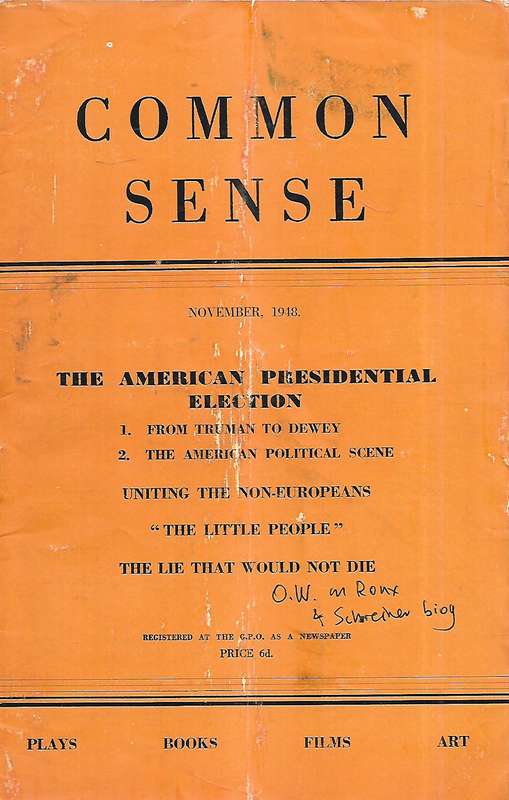 COMMON
SENSE
NOVEMBER, 1948.
THE AMERICAN PRESIDENTIAL
ELECTION
1. FROM TRUMAN TO DEWEY
2. THE AMERICAN POLITICAL SCENE
UNITING THE NON-EUROPEANS
“THE LITTLE PEOPLE”
THE LIE THAT WOULD NOT DIE
O.W. on Roux
& Schreiner biog
REGISTERED AT THE G.P.O. AS A NEWSPAPER
PRICE 6d.
PLAYS BOOKS FILMS ART